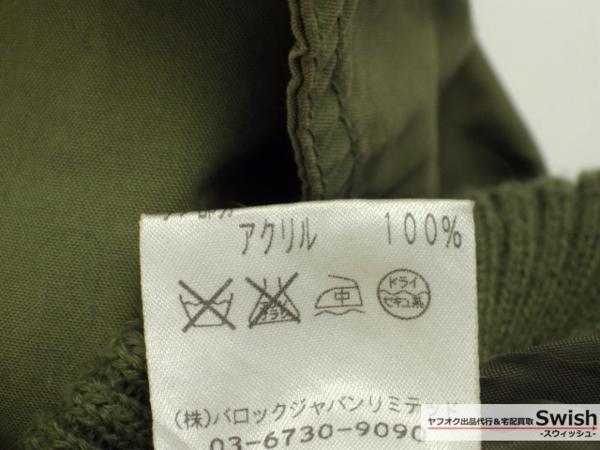 アクリル 100%
中 ドライ セキユ系
(株)バロックジャパンリミテッド
03-6730-9090
ヤフオク出品代行&宅配買取 Swish
-スウィッシュ-